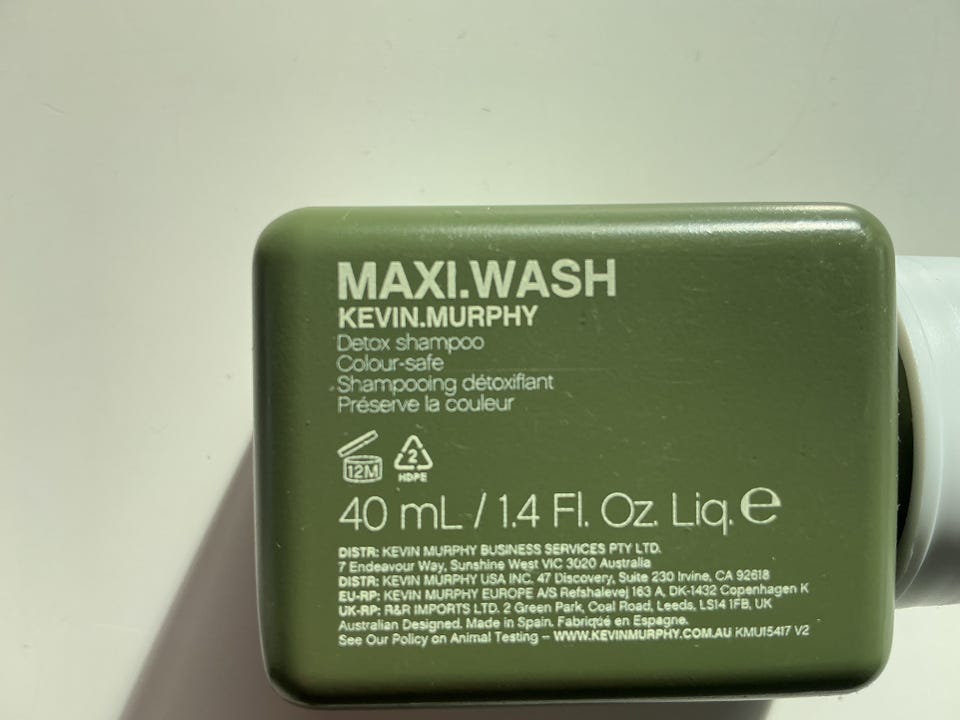 MAXI.WASH
KEVIN.MURPHY
Detox shampoo
Colour-safe
Shampooing détoxifiant
Préserve la couleur
12M
2
HDPE
40 mL / 1.4 Fl. Oz. Liq. ℮
DISTR: KEVIN MURPHY BUSINESS SERVICES PTY LTD.
7 Endeavour Way, Sunshine West VIC 3020 Australia
DISTR: KEVIN MURPHY USA INC. 47 Discovery, Suite 230 Irvine, CA 92618
EU-RP: KEVIN MURPHY EUROPE A/S Refshalevej 163 A, DK-1432 Copenhagen K
UK-RP: R&R IMPORTS LTD. 2 Green Park, Coal Road, Leeds, LS14 1FB, UK
Australian Designed. Made in Spain. Fabriqué en Espagne.
See Our Policy on Animal Testing – WWW.KEVINMURPHY.COM.AU KMU15417 V2